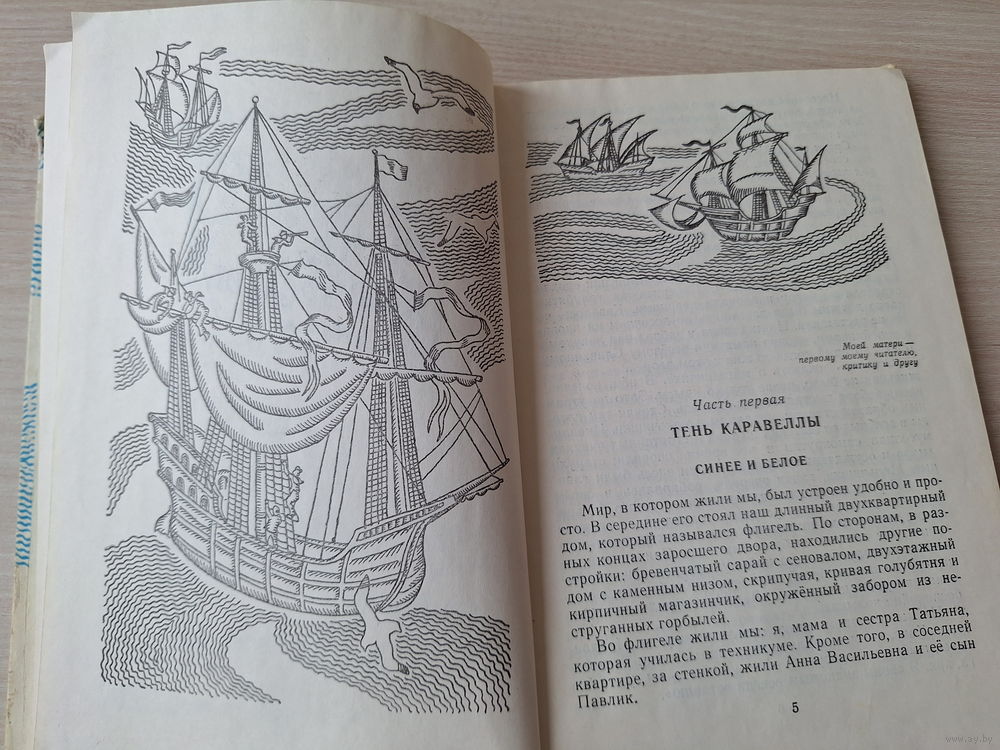 Моей матери —
первому моему читателю,
критику и другу
Часть первая
ТЕНЬ КАРАВЕЛЛЫ
СИНЕЕ И БЕЛОЕ
Мир, в котором жили мы, был устроен удобно и про-
сто. В середине его стоял наш длинный двухквартирный
дом, который назывался флигель. По сторонам, в раз-
ных концах заросшего двора, находились другие по-
стройки: бревенчатый сарай с сеновалом, двухэтажный
дом с каменным низом, скрипучая, кривая голубятня и
кирпичный магазинчик, окружённый забором из не-
струганных горбылей.
Во флигеле жили мы: я, мама и сестра Татьяна,
которая училась в техникуме. Кроме того, в соседней
квартире, за стенкой, жили Анна Васильевна и её сын
Павлик.
5
www.ay.by